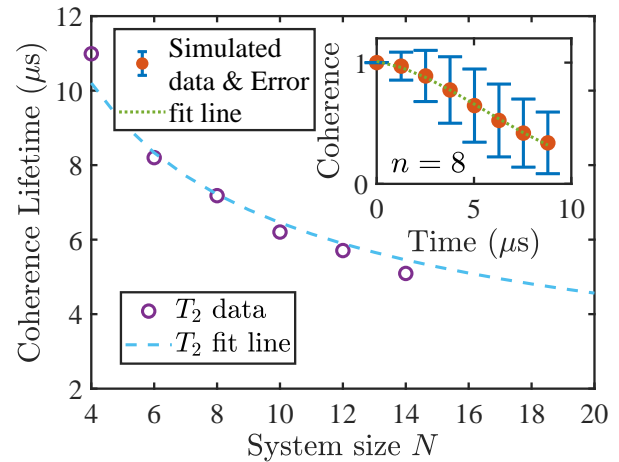 12
10
8
6
4
2
Coherence Lifetime (μs)
4
6
8
10
12
14
16
18
20
System size N
Simulated
data & Error
fit line
T₂ data
T₂ fit line
Coherence
1
0
n = 8
0
5
10
Time (μs)